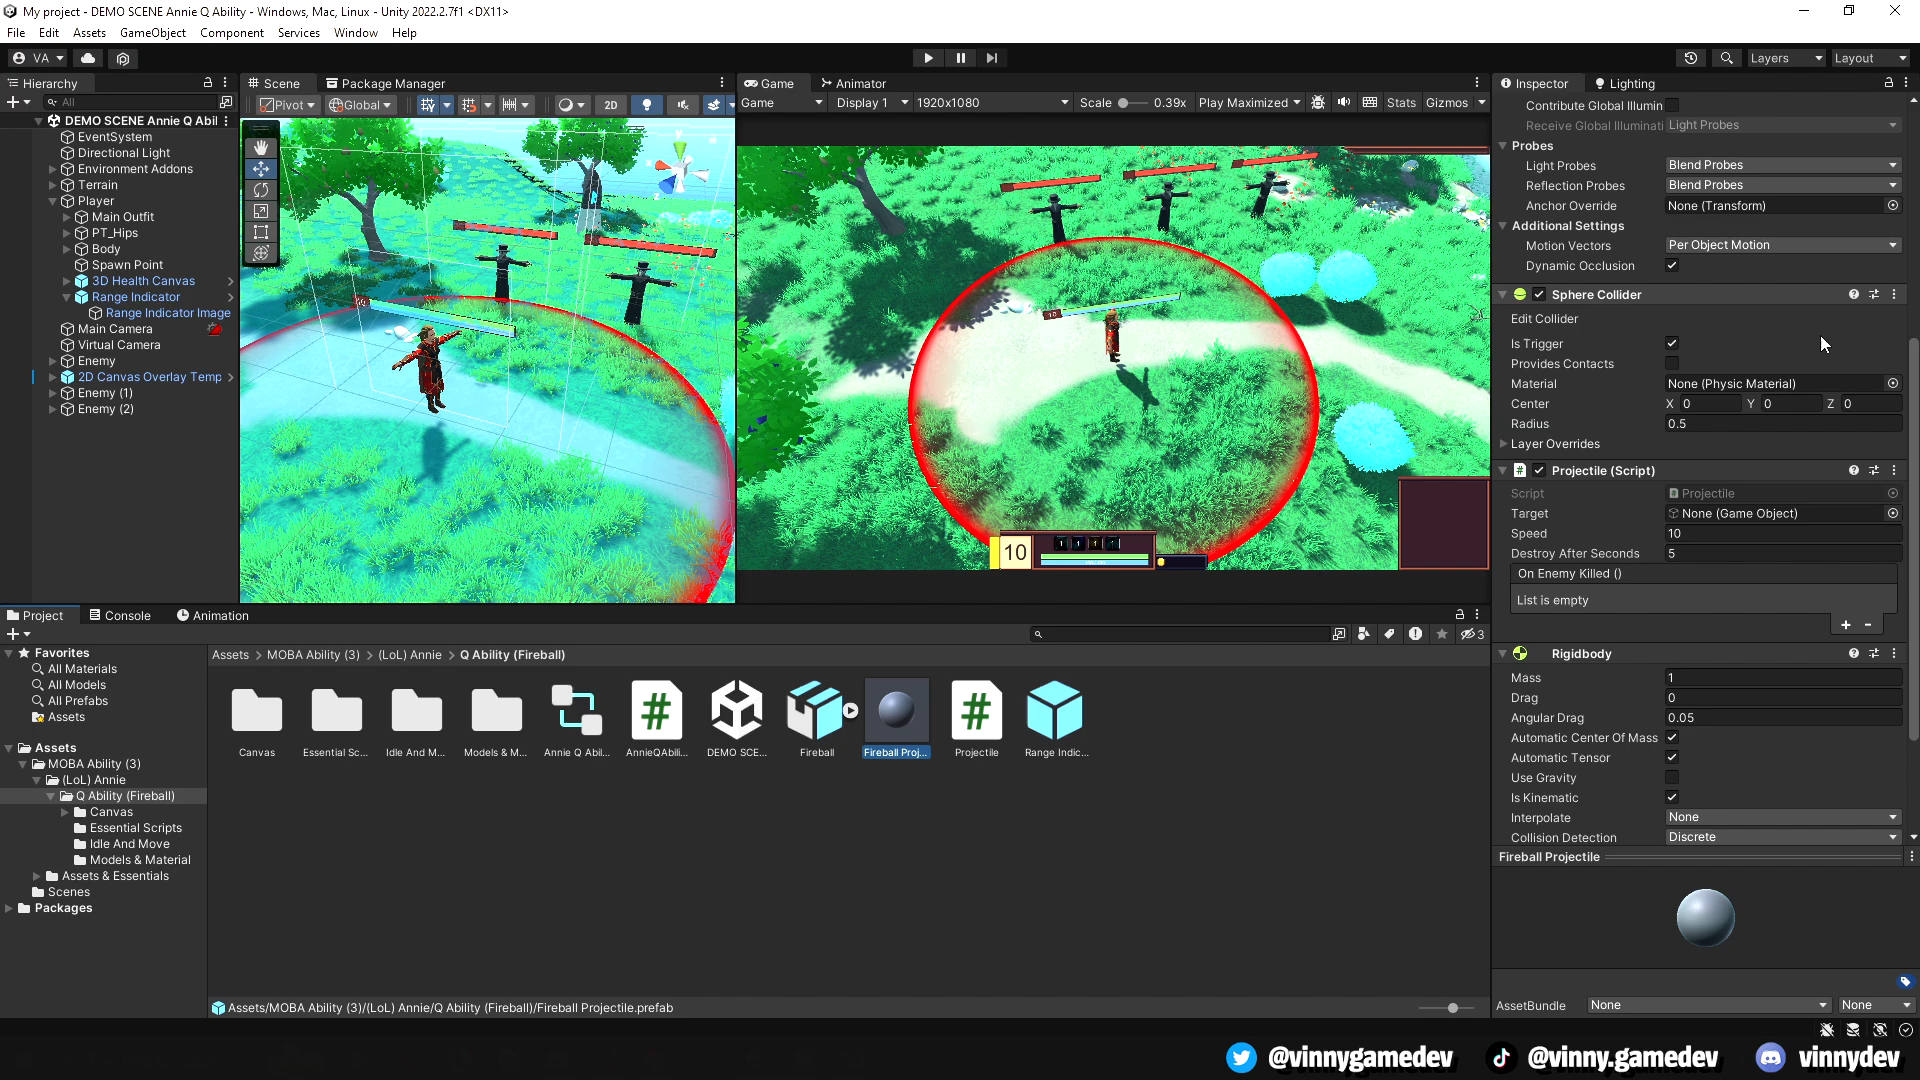 My project - DEMO SCENE Annie Q Ability - Windows, Mac, Linux - Unity 2022.2.7f1 <DX11>
File Edit Assets GameObject Component Services Window Help
VA Layers Layout
Hierarchy
All
DEMO SCENE Annie Q Abil
EventSystem
Directional Light
Environment Addons
Terrain
Player
Main Outfit
PT_Hips
Body
Spawn Point
3D Health Canvas
Range Indicator
Range Indicator Image
Main Camera
Virtual Camera
Enemy
2D Canvas Overlay Temp
Enemy (1)
Enemy (2)
Scene Package Manager
Pivot Global 2D
Game Animator
Game Display 1 1920x1080 Scale 0.39x Play Maximized Stats Gizmos
10
10
10
1 1 1 1
Inspector Lighting
Contribute Global Illumin
Receive Global Illuminati Light Probes
Probes
Light Probes Blend Probes
Reflection Probes Blend Probes
Anchor Override None (Transform)
Additional Settings
Motion Vectors Per Object Motion
Dynamic Occlusion
Sphere Collider
Edit Collider
Is Trigger
Provides Contacts
Material None (Physic Material)
Center X 0 Y 0 Z 0
Radius 0.5
Layer Overrides
# Projectile (Script)
Script Projectile
Target None (Game Object)
Speed 10
Destroy After Seconds 5
On Enemy Killed ()
List is empty
+ -
Rigidbody
Mass 1
Drag 0
Angular Drag 0.05
Automatic Center Of Mass
Automatic Tensor
Use Gravity
Is Kinematic
Interpolate None
Collision Detection Discrete
Fireball Projectile
AssetBundle None None
Project Console Animation
3
Favorites
All Materials
All Models
All Prefabs
Assets
Assets
MOBA Ability (3)
(LoL) Annie
Q Ability (Fireball)
Canvas
Essential Scripts
Idle And Move
Models & Material
Assets & Essentials
Scenes
Packages
Assets > MOBA Ability (3) > (LoL) Annie > Q Ability (Fireball)
# #
Canvas Essential Sc... Idle And M... Models & M... Annie Q Abil... AnnieQAbili... DEMO SCE... Fireball Fireball Proj... Projectile Range Indic...
Assets/MOBA Ability (3)/(LoL) Annie/Q Ability (Fireball)/Fireball Projectile.prefab
@vinnygamedev @vinny.gamedev vinnydev